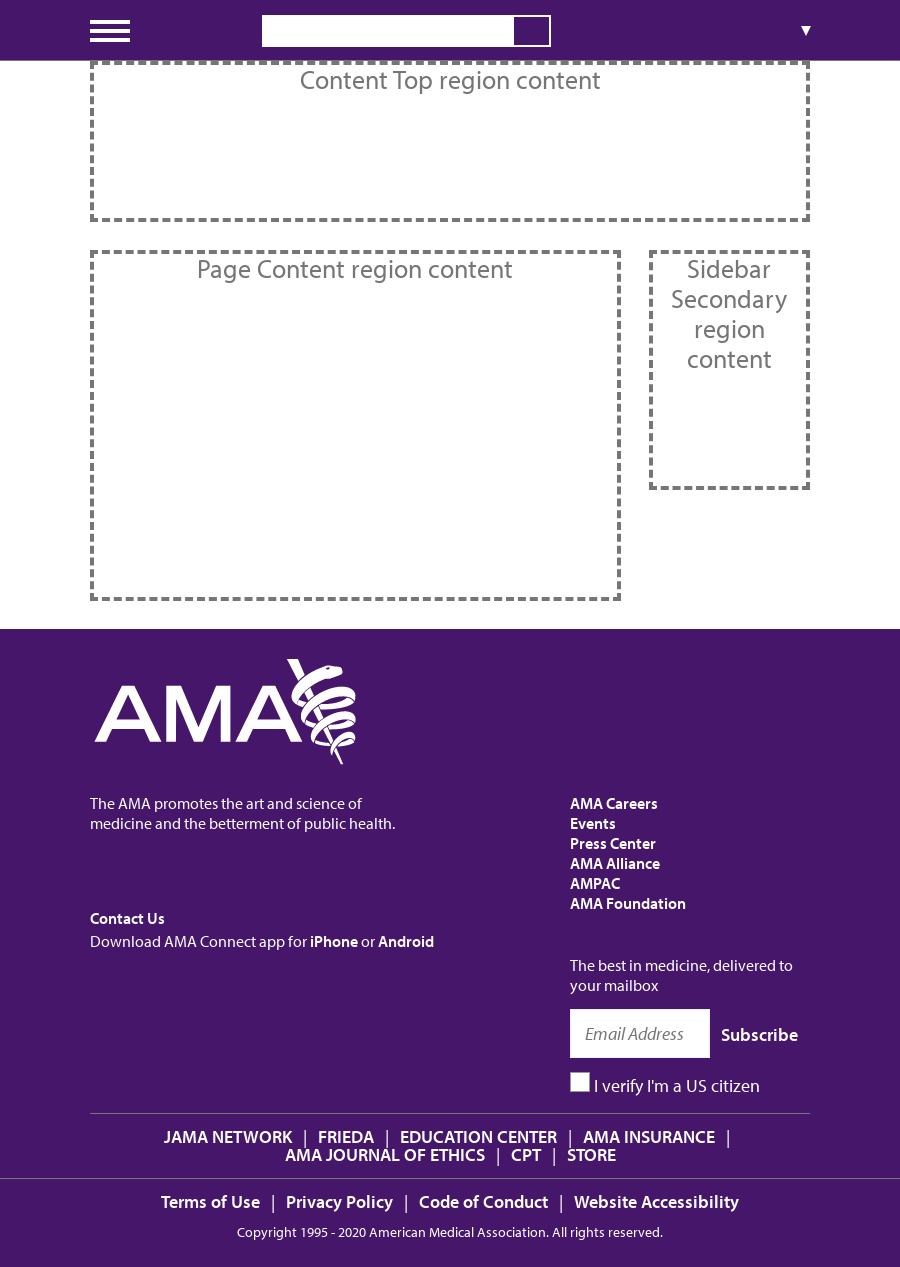 ▼
Content Top region content
Page Content region content
Sidebar
Secondary
region
content
AMA
The AMA promotes the art and science of
medicine and the betterment of public health.
Contact Us
Download AMA Connect app for iPhone or Android
AMA Careers
Events
Press Center
AMA Alliance
AMPAC
AMA Foundation
The best in medicine, delivered to
your mailbox
Email Address Subscribe
I verify I'm a US citizen
JAMA NETWORK | FRIEDA | EDUCATION CENTER | AMA INSURANCE |
AMA JOURNAL OF ETHICS | CPT | STORE
Terms of Use | Privacy Policy | Code of Conduct | Website Accessibility
Copyright 1995 - 2020 American Medical Association. All rights reserved.